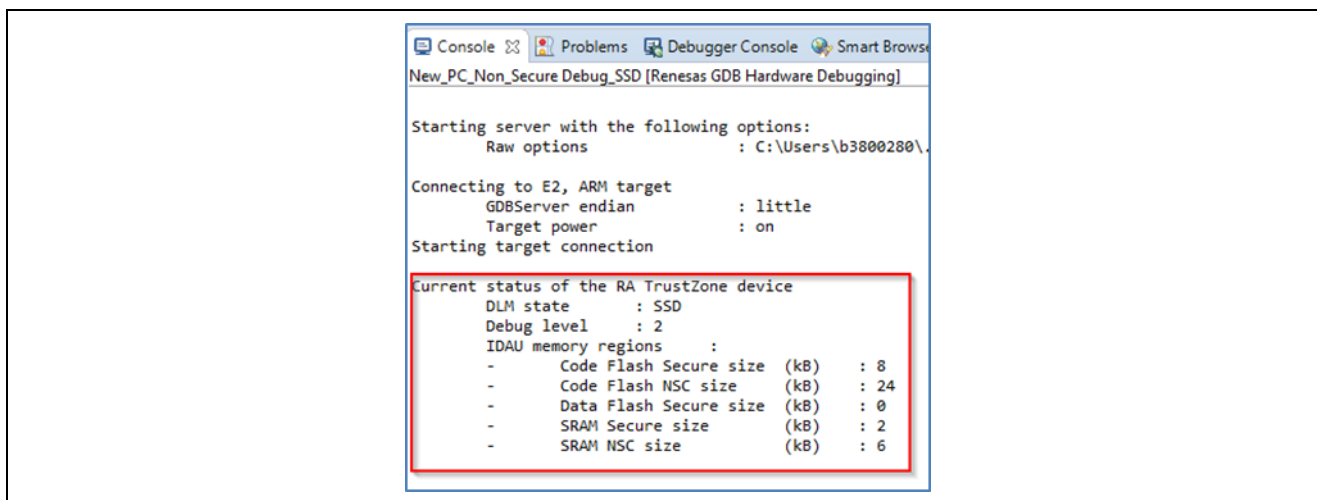 Console Problems Debugger Console Smart Browse
New_PC_Non_Secure Debug_SSD [Renesas GDB Hardware Debugging]
Starting server with the following options:
Raw options : C:\Users\b3800280\.
Connecting to E2, ARM target
GDBServer endian : little
Target power : on
Starting target connection
Current status of the RA TrustZone device
DLM state : SSD
Debug level : 2
IDAU memory regions :
- Code Flash Secure size (kB) : 8
- Code Flash NSC size (kB) : 24
- Data Flash Secure size (kB) : 0
- SRAM Secure size (kB) : 2
- SRAM NSC size (kB) : 6